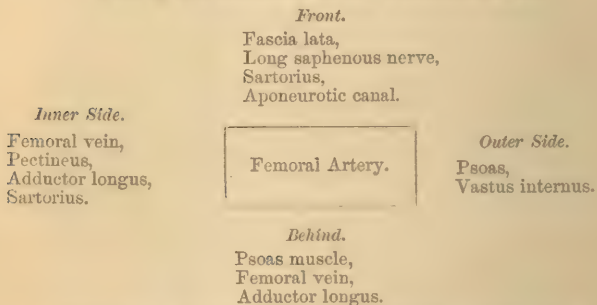 Front.
Fascia lata,
Long saphenous nerve,
Sartorius,
Aponeurotic canal.
Inner Side.
Femoral vein,
Pectineus,
Adductor longus,
Sartorius.
Femoral Artery.
Outer Side.
Psoas,
Vastus internus.
Behind.
Psoas muscle,
Femoral vein,
Adductor longus.